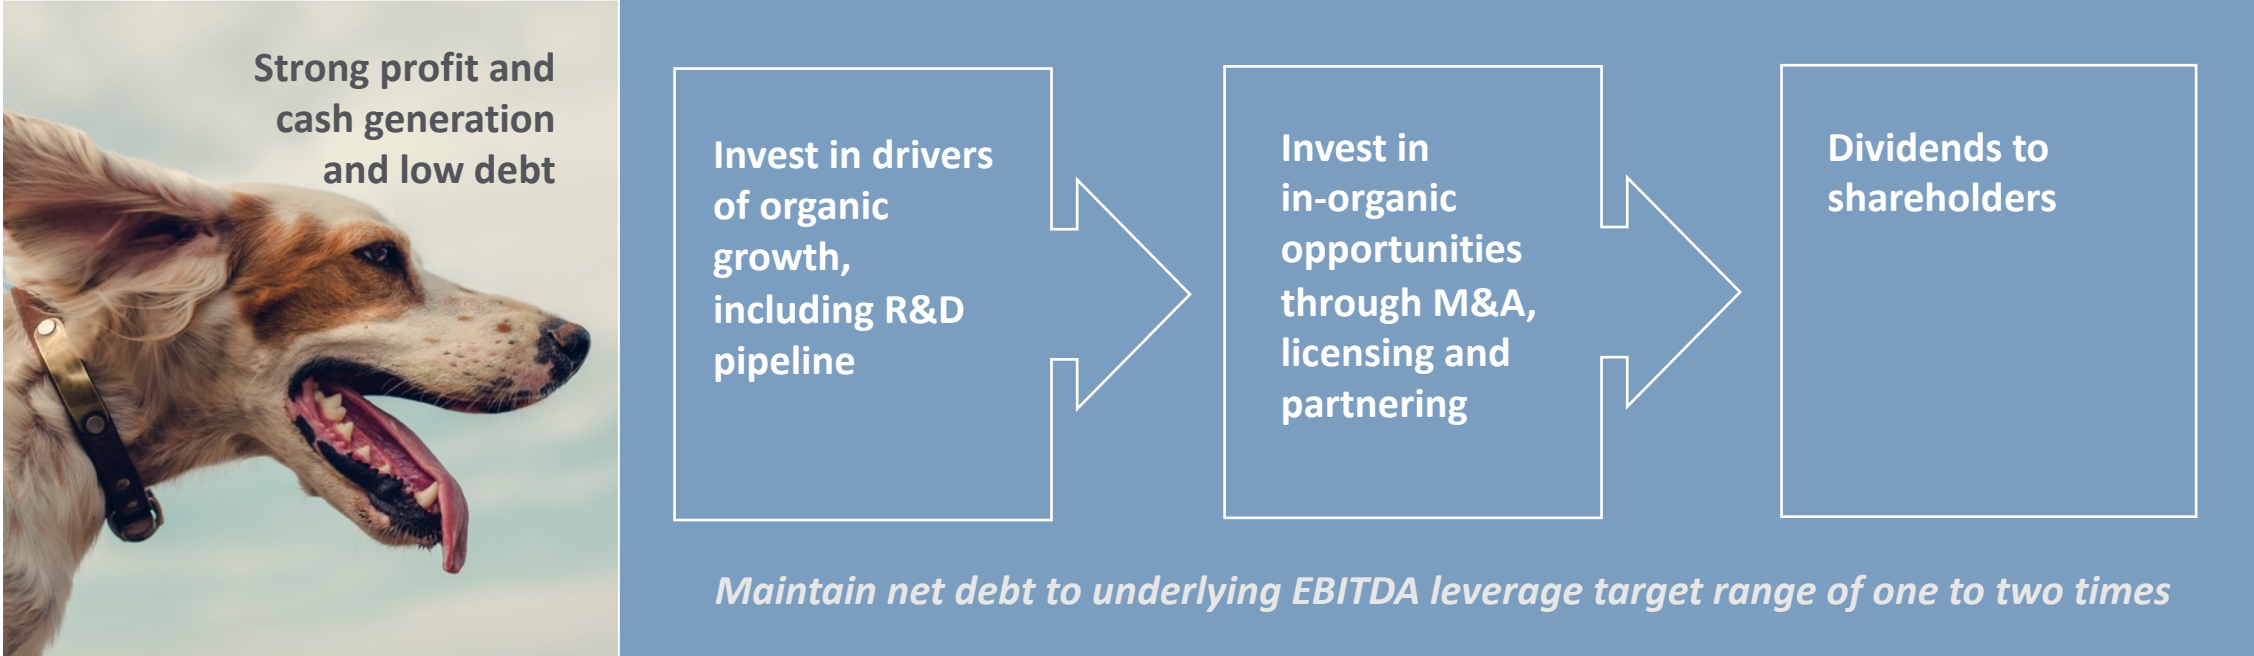 Strong profit and
cash generation
and low debt
Invest in drivers
of organic
growth,
including R&D
pipeline
Invest in
in-organic
opportunities
through M&A,
licensing and
partnering
Dividends to
shareholders
Maintain net debt to underlying EBITDA leverage target range of one to two times